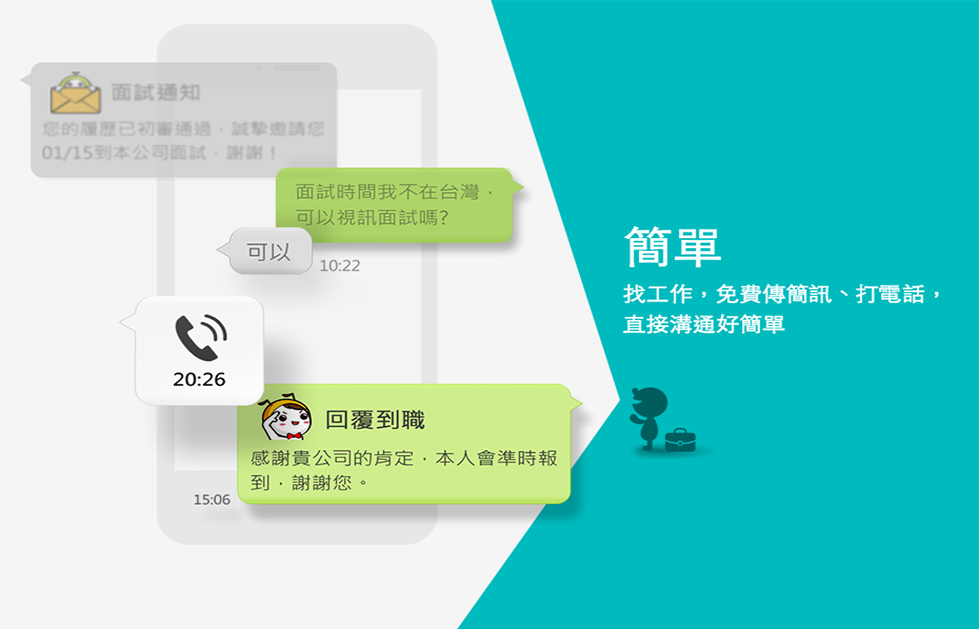 面試通知
您的履歷已初審通過，誠摯邀請您
01/15到本公司面試，謝謝！
面試時間我不在台灣，
可以視訊面試嗎?
可以
10:22
20:26
回覆到職
感謝貴公司的肯定，本人會準時報
到，謝謝您。
15:06
簡單
找工作，免費傳簡訊、打電話，
直接溝通好簡單